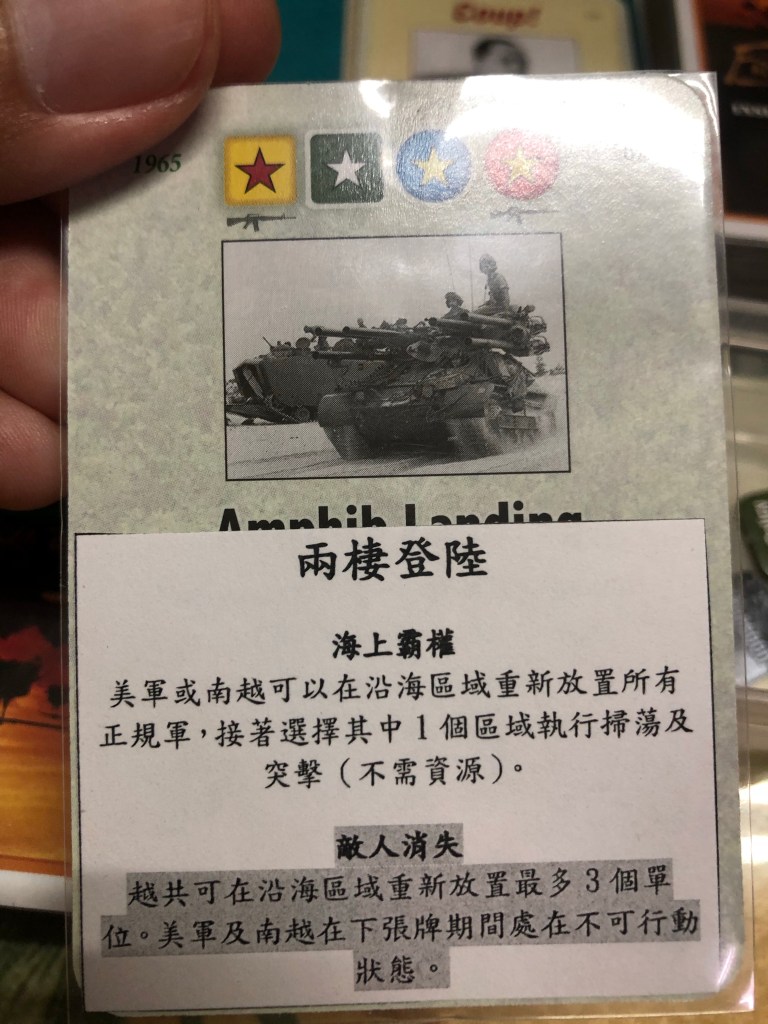 Coup!
1965
Amphib Landing
兩棲登陸
海上霸權
美軍或南越可以在沿海區域重新放置所有
正規軍，接著選擇其中1個區域執行掃蕩及
突擊（不需資源）。
敵人消失
越共可在沿海區域重新放置最多3個單
位。美軍及南越在下張牌期間處在不可行動
狀態。